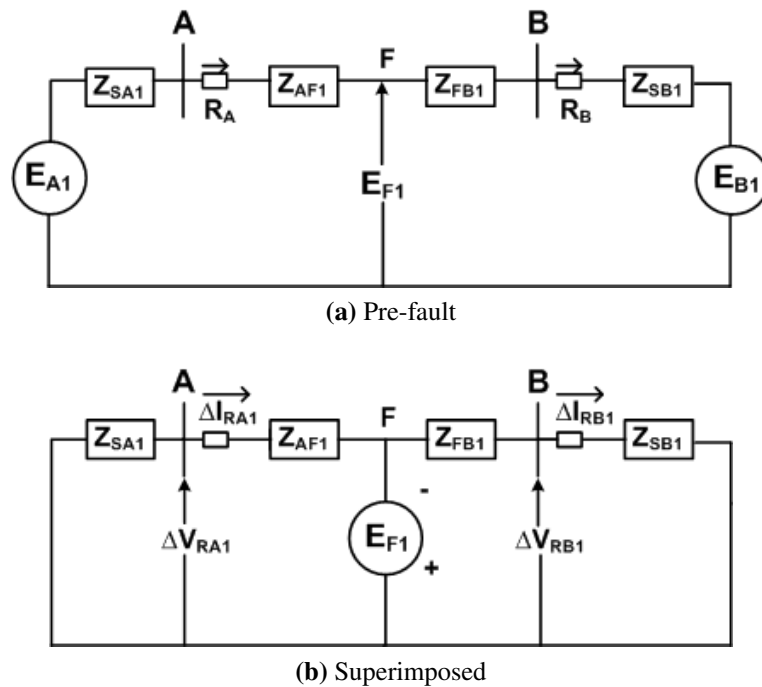 A
B
Z_SA1
R_A
Z_AF1
F
Z_FB1
R_B
Z_SB1
E_A1
E_F1
E_B1
(a) Pre-fault
A
B
Z_SA1
ΔI_RA1
Z_AF1
F
Z_FB1
ΔI_RB1
Z_SB1
-
ΔV_RA1
E_F1
ΔV_RB1
+
(b) Superimposed